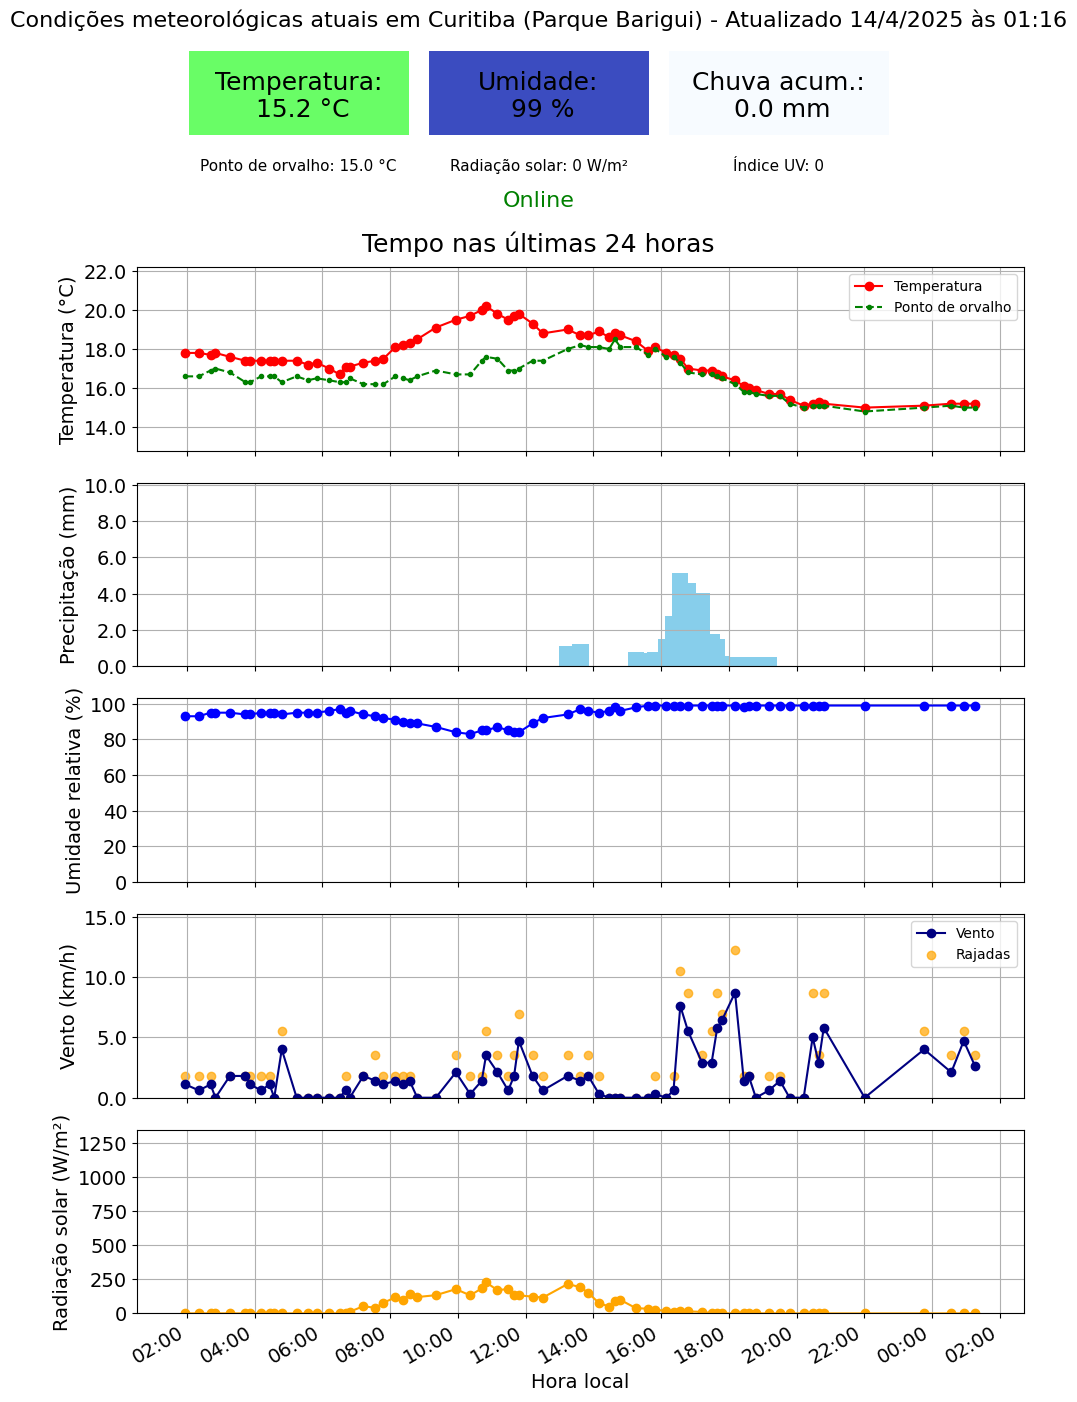 Condições meteorológicas atuais em Curitiba (Parque Barigui) - Atualizado 14/4/2025 às 01:16
Temperatura:
15.2 °C
Umidade:
99 %
Chuva acum.:
0.0 mm
Ponto de orvalho: 15.0 °C
Radiação solar: 0 W/m²
Índice UV: 0
Online
Tempo nas últimas 24 horas
Temperatura (°C)
22.0
20.0
18.0
16.0
14.0
Temperatura
Ponto de orvalho
Precipitação (mm)
10.0
8.0
6.0
4.0
2.0
0.0
Umidade relativa (%)
100
80
60
40
20
0
Vento (km/h)
15.0
10.0
5.0
0.0
Vento
Rajadas
Radiação solar (W/m²)
1250
1000
750
500
250
0
02:00
04:00
06:00
08:00
10:00
12:00
14:00
16:00
18:00
20:00
22:00
00:00
02:00
Hora local